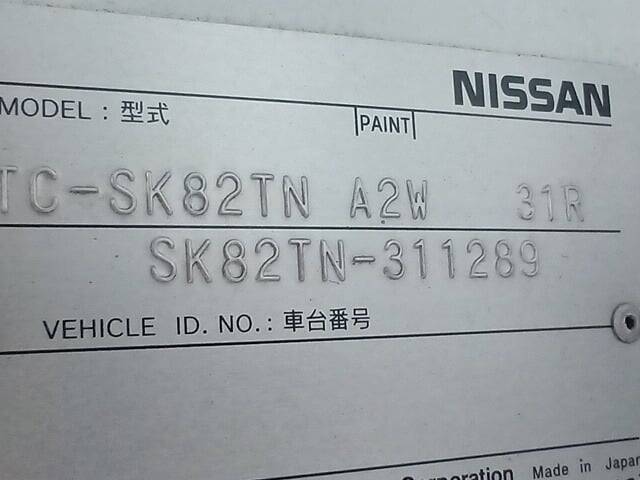 NISSAN
MODEL : 型式 PAINT
TC-SK82TN A2W 31R
SK82TN-311289
VEHICLE ID. NO. : 車台番号
Corporation Made in Japan